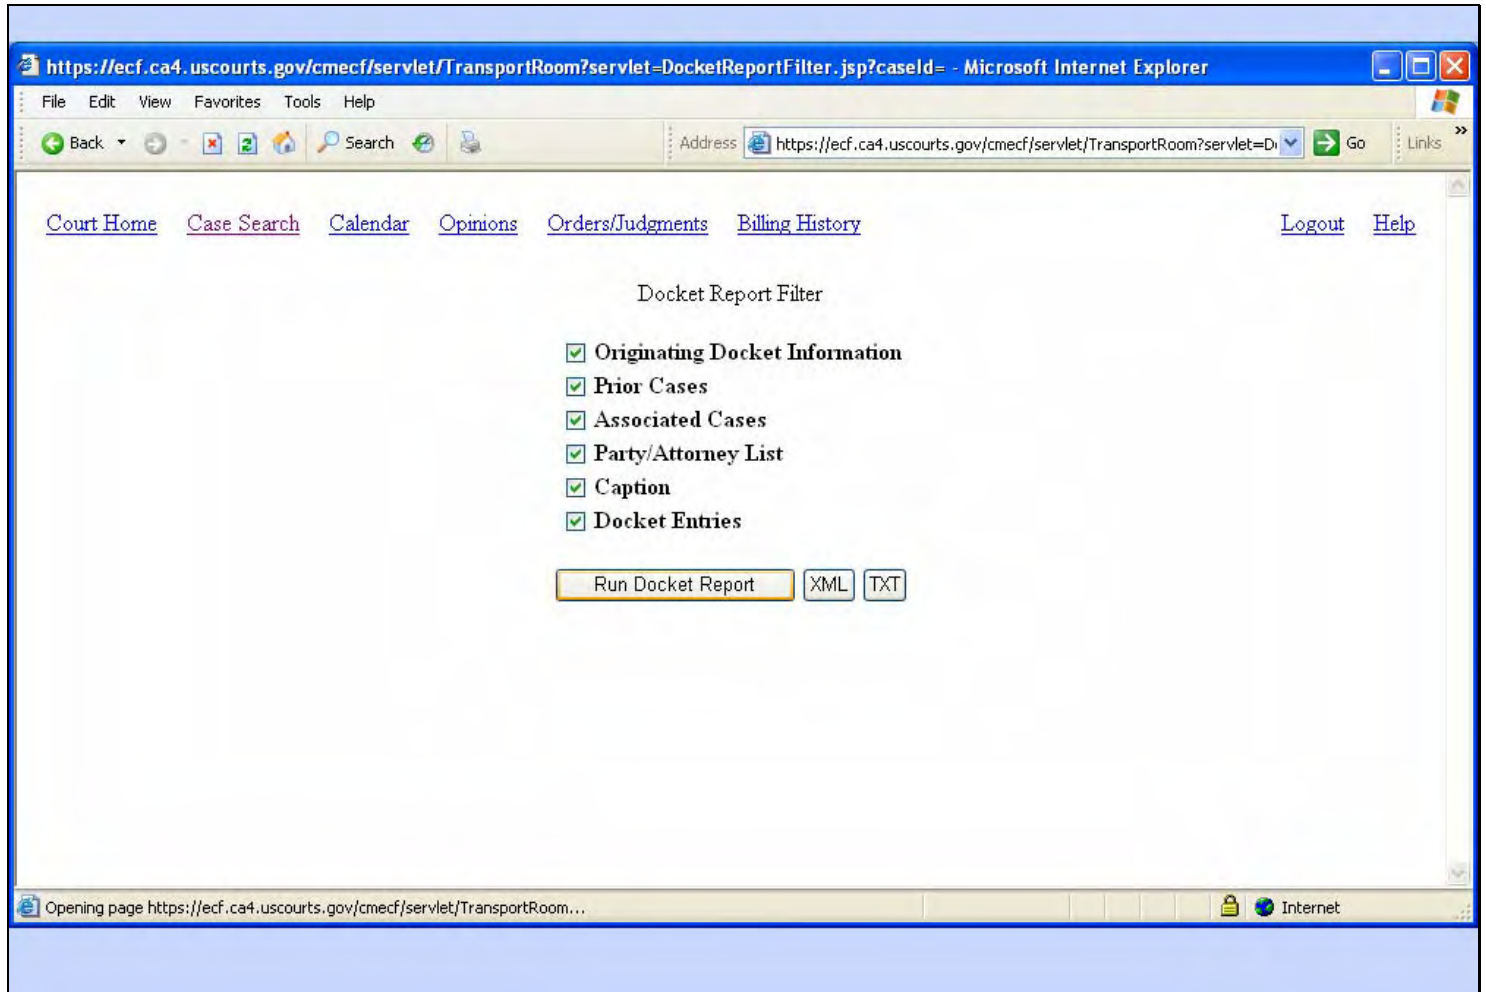 https://ecf.ca4.uscourts.gov/cmecf/servlet/TransportRoom?servlet=DocketReportFilter.jsp?caseId= - Microsoft Internet Explorer
File Edit View Favorites Tools Help
Back Search Address https://ecf.ca4.uscourts.gov/cmecf/servlet/TransportRoom?servlet=D Go Links »
Court Home Case Search Calendar Opinions Orders/Judgments Billing History Logout Help
Docket Report Filter
Originating Docket Information
Prior Cases
Associated Cases
Party/Attorney List
Caption
Docket Entries
Run Docket Report XML TXT
Opening page https://ecf.ca4.uscourts.gov/cmecf/servlet/TransportRoom... Internet